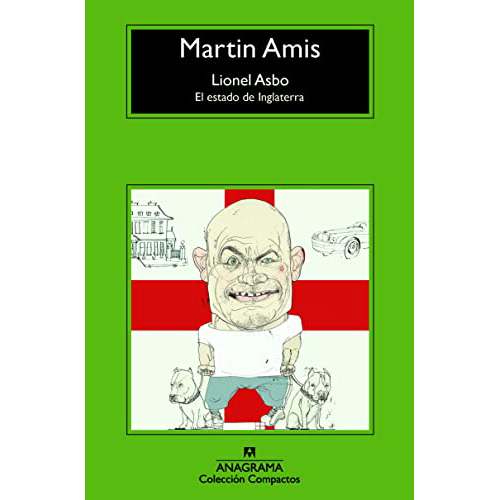 Martin Amis
Lionel Asbo
El estado de Inglaterra
ANAGRAMA
Colección Compactos